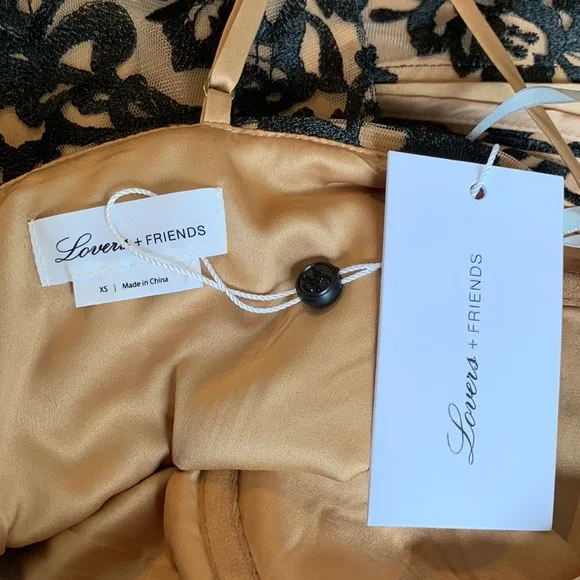 Lovers + FRIENDS
XS | Made in China
Lovers + FRIENDS